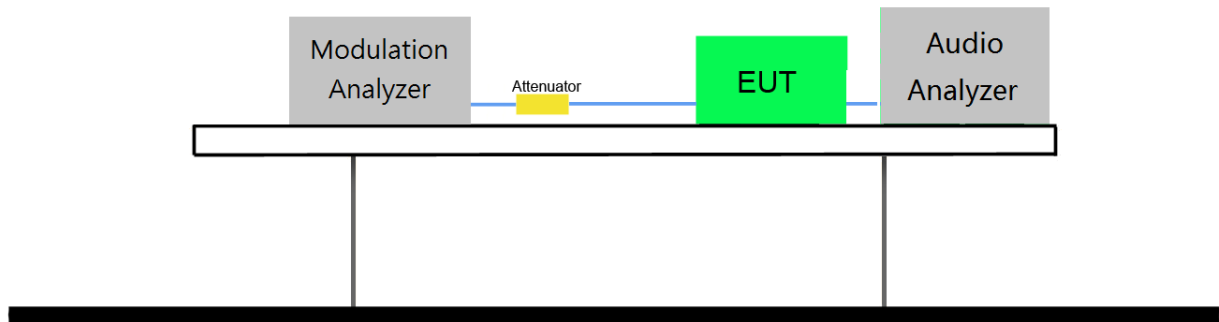 Modulation
Analyzer
Attenuator
EUT
Audio
Analyzer